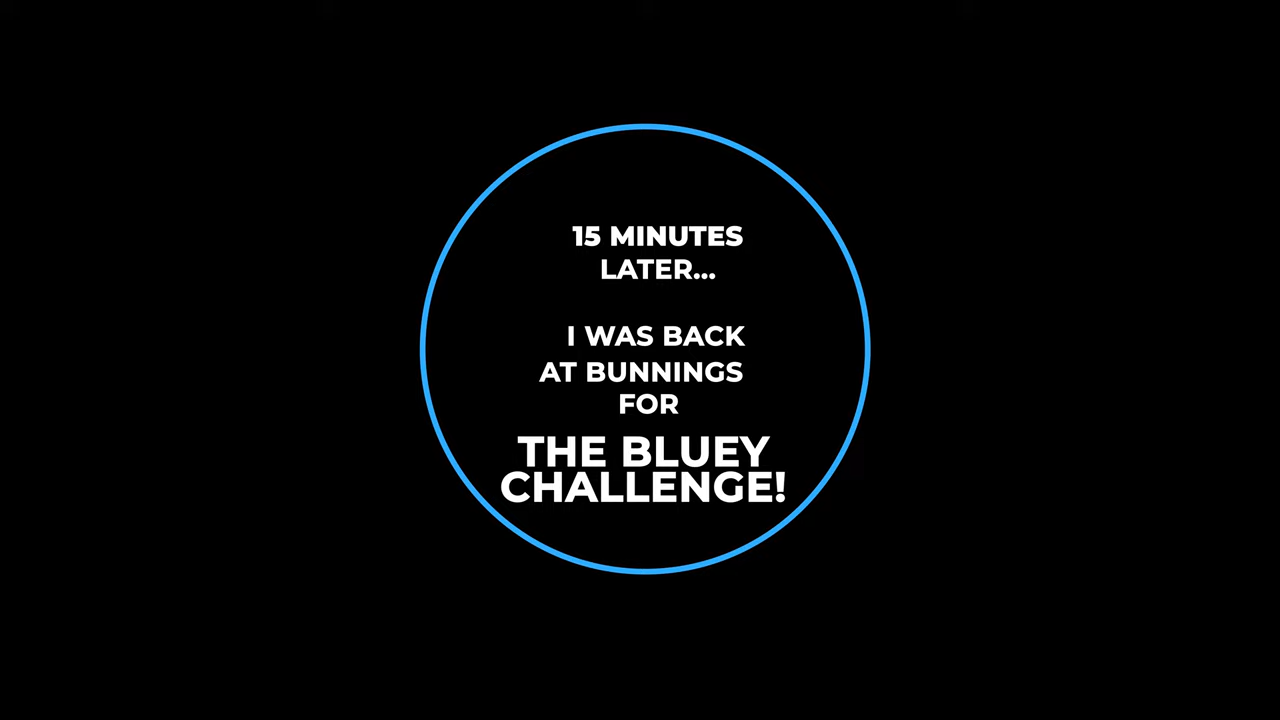 15 MINUTES
LATER...
I WAS BACK
AT BUNNINGS
FOR
THE BLUEY
CHALLENGE!